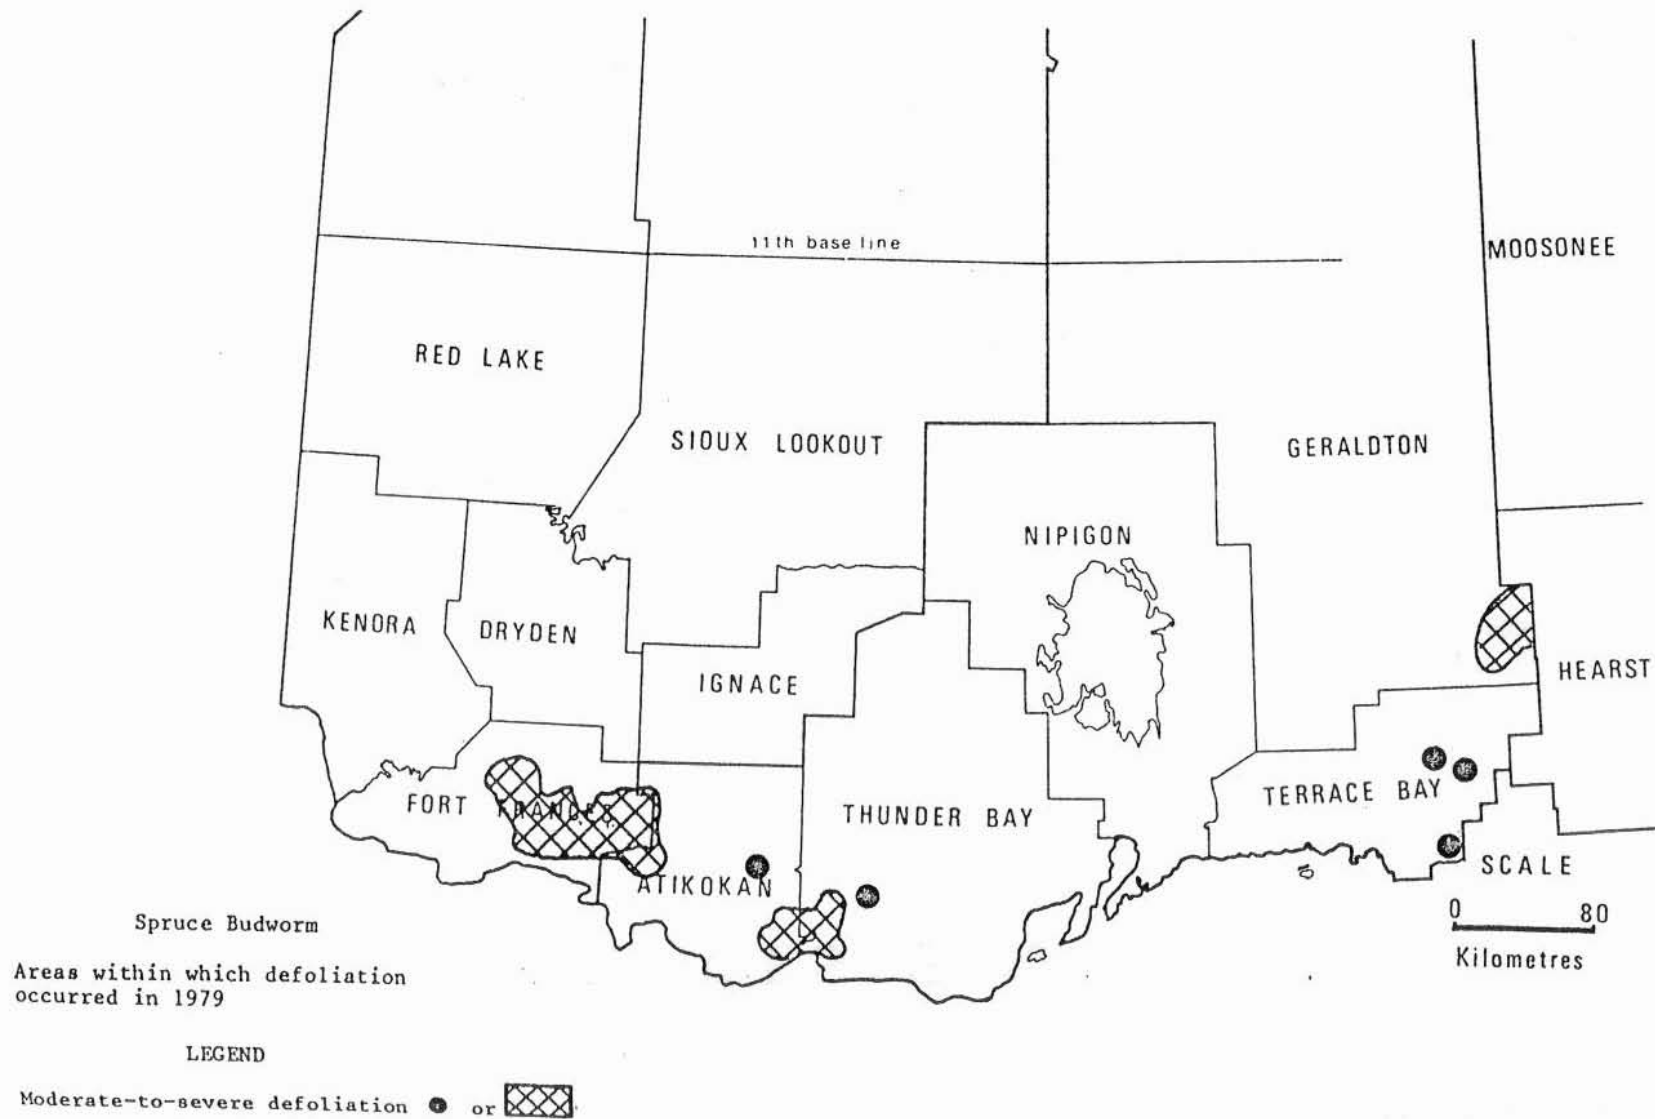 11th base line
MOOSONEE
RED LAKE
SIOUX LOOKOUT
GERALDTON
NIPIGON
KENORA
DRYDEN
IGNACE
HEARST
FORT FRANCES
THUNDER BAY
TERRACE BAY
ATIKOKAN
SCALE
0 80
Kilometres
Spruce Budworm
Areas within which defoliation
occurred in 1979
LEGEND
Moderate-to-severe defoliation or